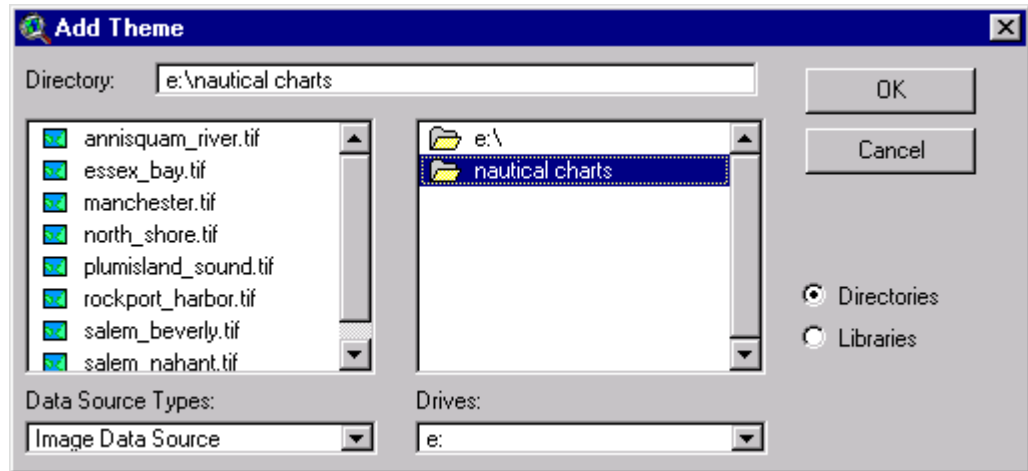 Add Theme
Directory: e:\nautical charts
OK
Cancel
annisquam_river.tif
essex_bay.tif
manchester.tif
north_shore.tif
plumisland_sound.tif
rockport_harbor.tif
salem_beverly.tif
salem_nahant.tif
e:\
nautical charts
Directories
Libraries
Data Source Types:
Image Data Source
Drives:
e: